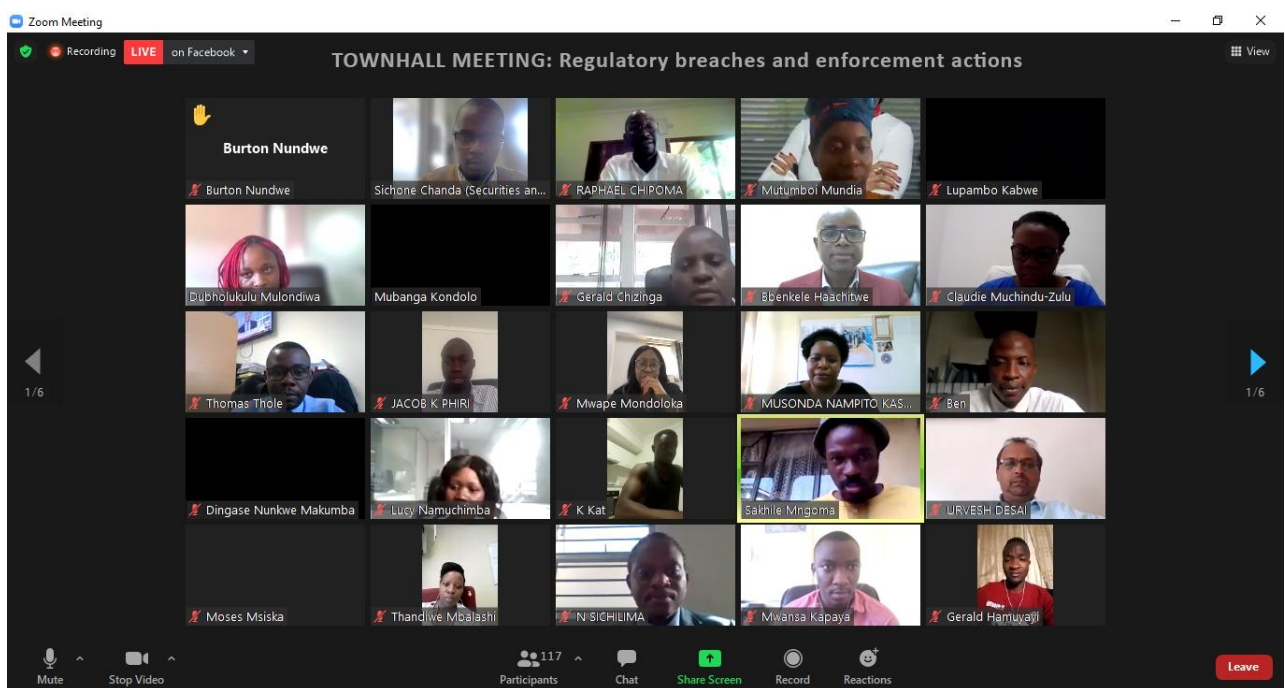 Zoom Meeting
Recording LIVE on Facebook
TOWNHALL MEETING: Regulatory breaches and enforcement actions
View
Burton Nundwe
Burton Nundwe
Sichone Chanda (Securities an...
RAPHAEL CHIPOMA
Mutumboi Mundia
Lupambo Kabwe
Dubholukulu Mulondiwa
Mubanga Kondolo
Gerald Chizinga
Bbenkele Haachitwe
Claudie Muchindu-Zulu
1/6
Thomas Thole
JACOB K PHIRI
Mwape Mondoloka
MUSONDA NAMPITO KAS...
Ben
1/6
Dingase Nunkwe Makumba
Lucy Namuchimba
K Kat
Sakhile Mngoma
URVESH DESAI
Moses Msiska
Thandiwe Mbalashi
N SICHILIMA
Mwansa Kapaya
Gerald Hamuyayi
Mute
Stop Video
117
Participants
Chat
Share Screen
Record
Reactions
Leave